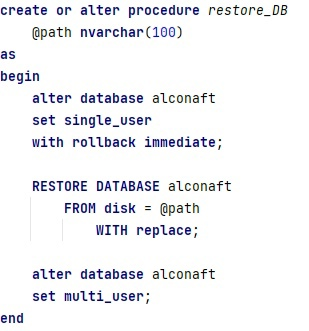 create or alter procedure restore_DB
    @path nvarchar(100)
as
begin
    alter database alconaft
    set single_user
    with rollback immediate;

    RESTORE DATABASE alconaft
        FROM disk = @path
            WITH replace;

    alter database alconaft
    set multi_user;
end